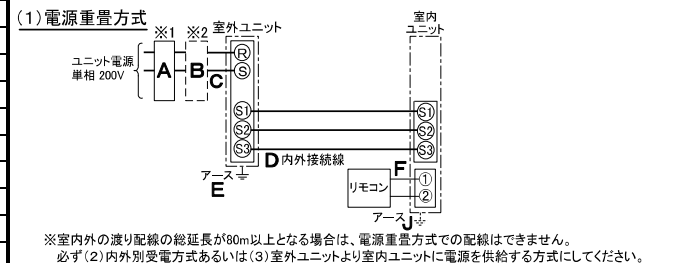 (1)電源重畳方式
※1 ※2 室外ユニット
室内
ユニット
ユニット電源
単相 200V
A
B
C
R
S
S1
S2
S3
S1
S2
S3
D 内外接続線
アース
E
F
リモコン
①
②
アース J
※室内外の渡り配線の総延長が80m以上となる場合は、電源重畳方式での配線はできません。
必ず(2)内外別受電方式あるいは(3)室外ユニットより室内ユニットに電源を供給する方式にしてください。